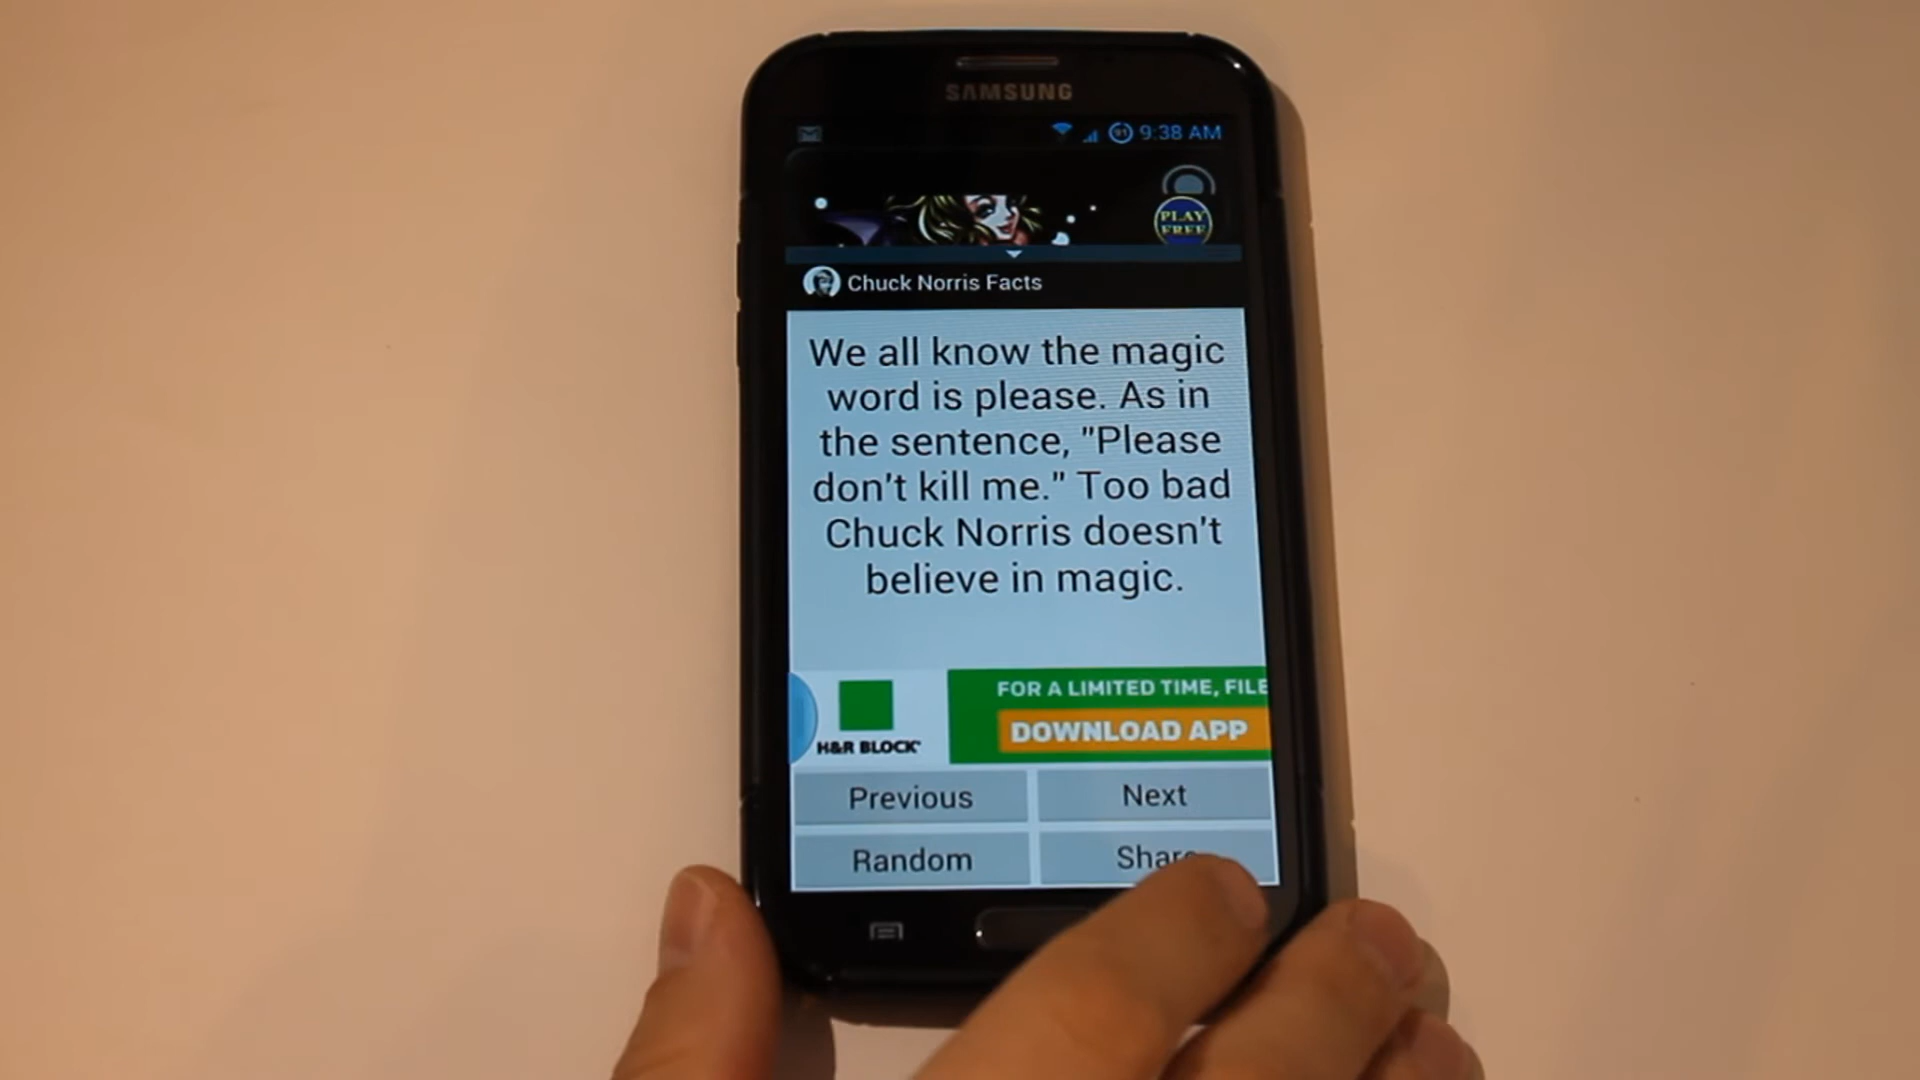 SAMSUNG
91 9:38 AM
PLAY
FREE
Chuck Norris Facts
We all know the magic
word is please. As in
the sentence, "Please
don't kill me." Too bad
Chuck Norris doesn't
believe in magic.
FOR A LIMITED TIME, FILE
DOWNLOAD APP
H&R BLOCK®
Previous
Next
Random
Share